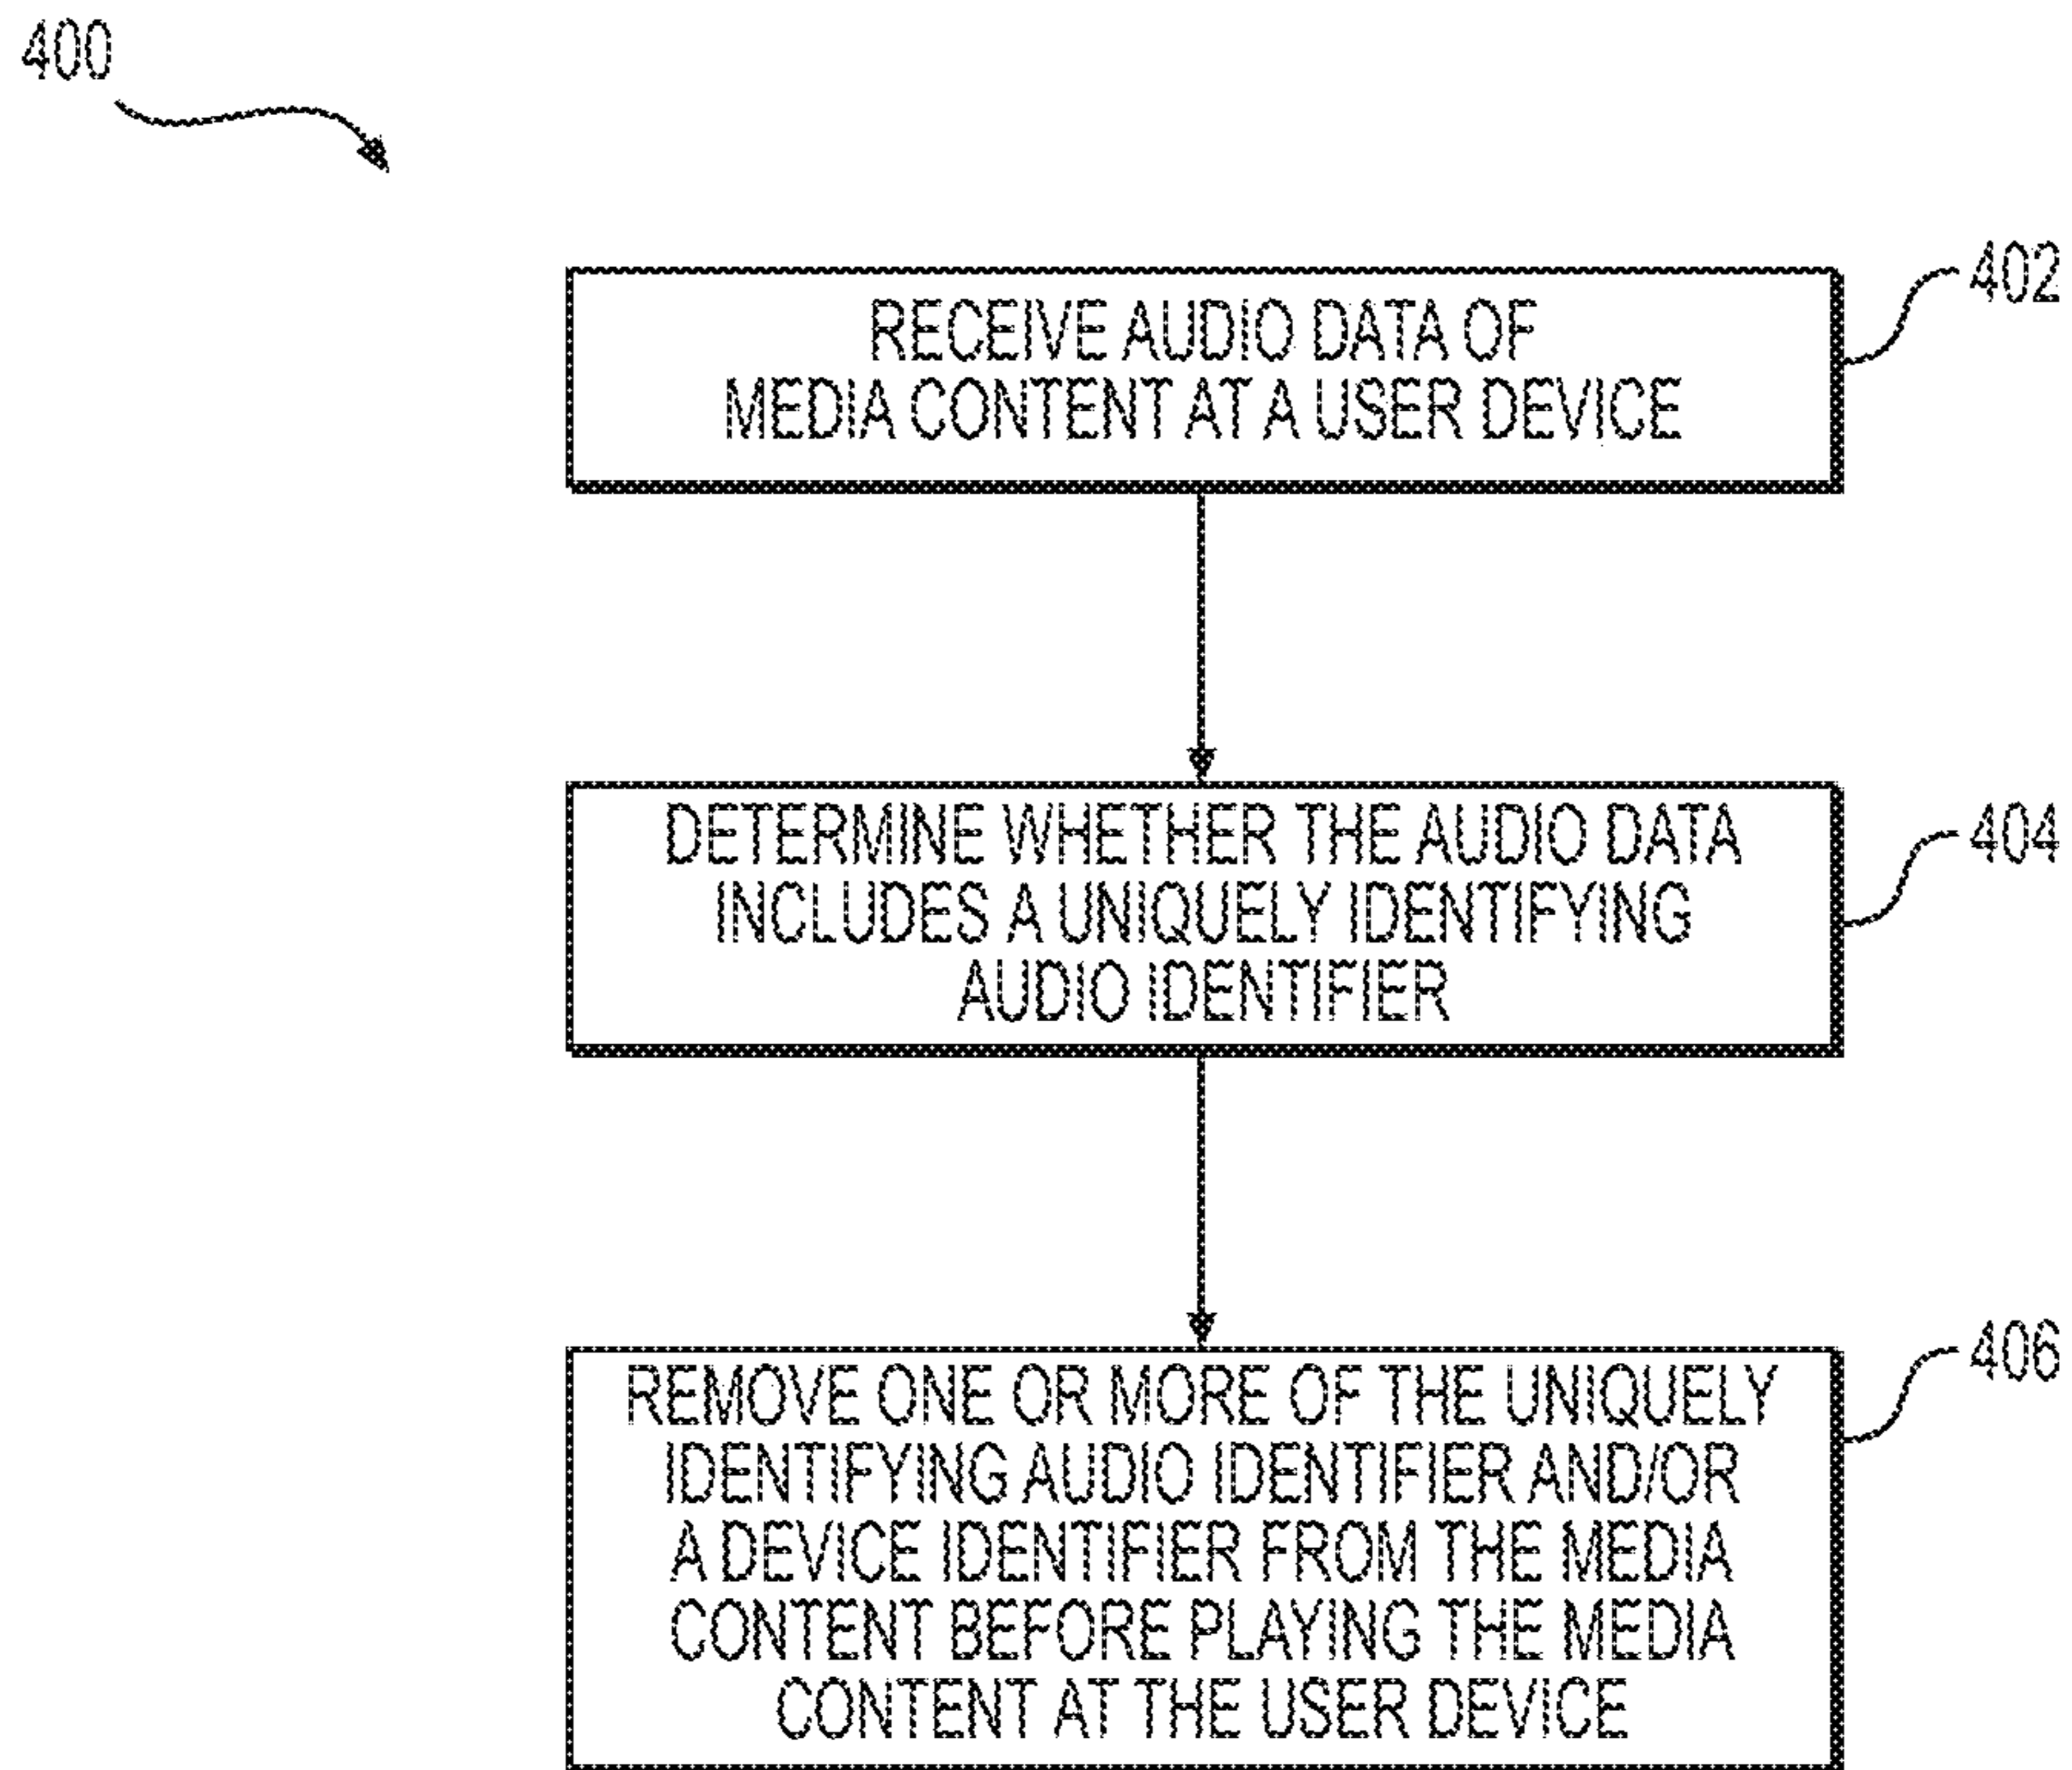 400
RECEIVE AUDIO DATA OF
MEDIA CONTENT AT A USER DEVICE
402
DETERMINE WHETHER THE AUDIO DATA
INCLUDES A UNIQUELY IDENTIFYING
AUDIO IDENTIFIER
404
REMOVE ONE OR MORE OF THE UNIQUELY
IDENTIFYING AUDIO IDENTIFIER AND/OR
A DEVICE IDENTIFIER FROM THE MEDIA
CONTENT BEFORE PLAYING THE MEDIA
CONTENT AT THE USER DEVICE
406